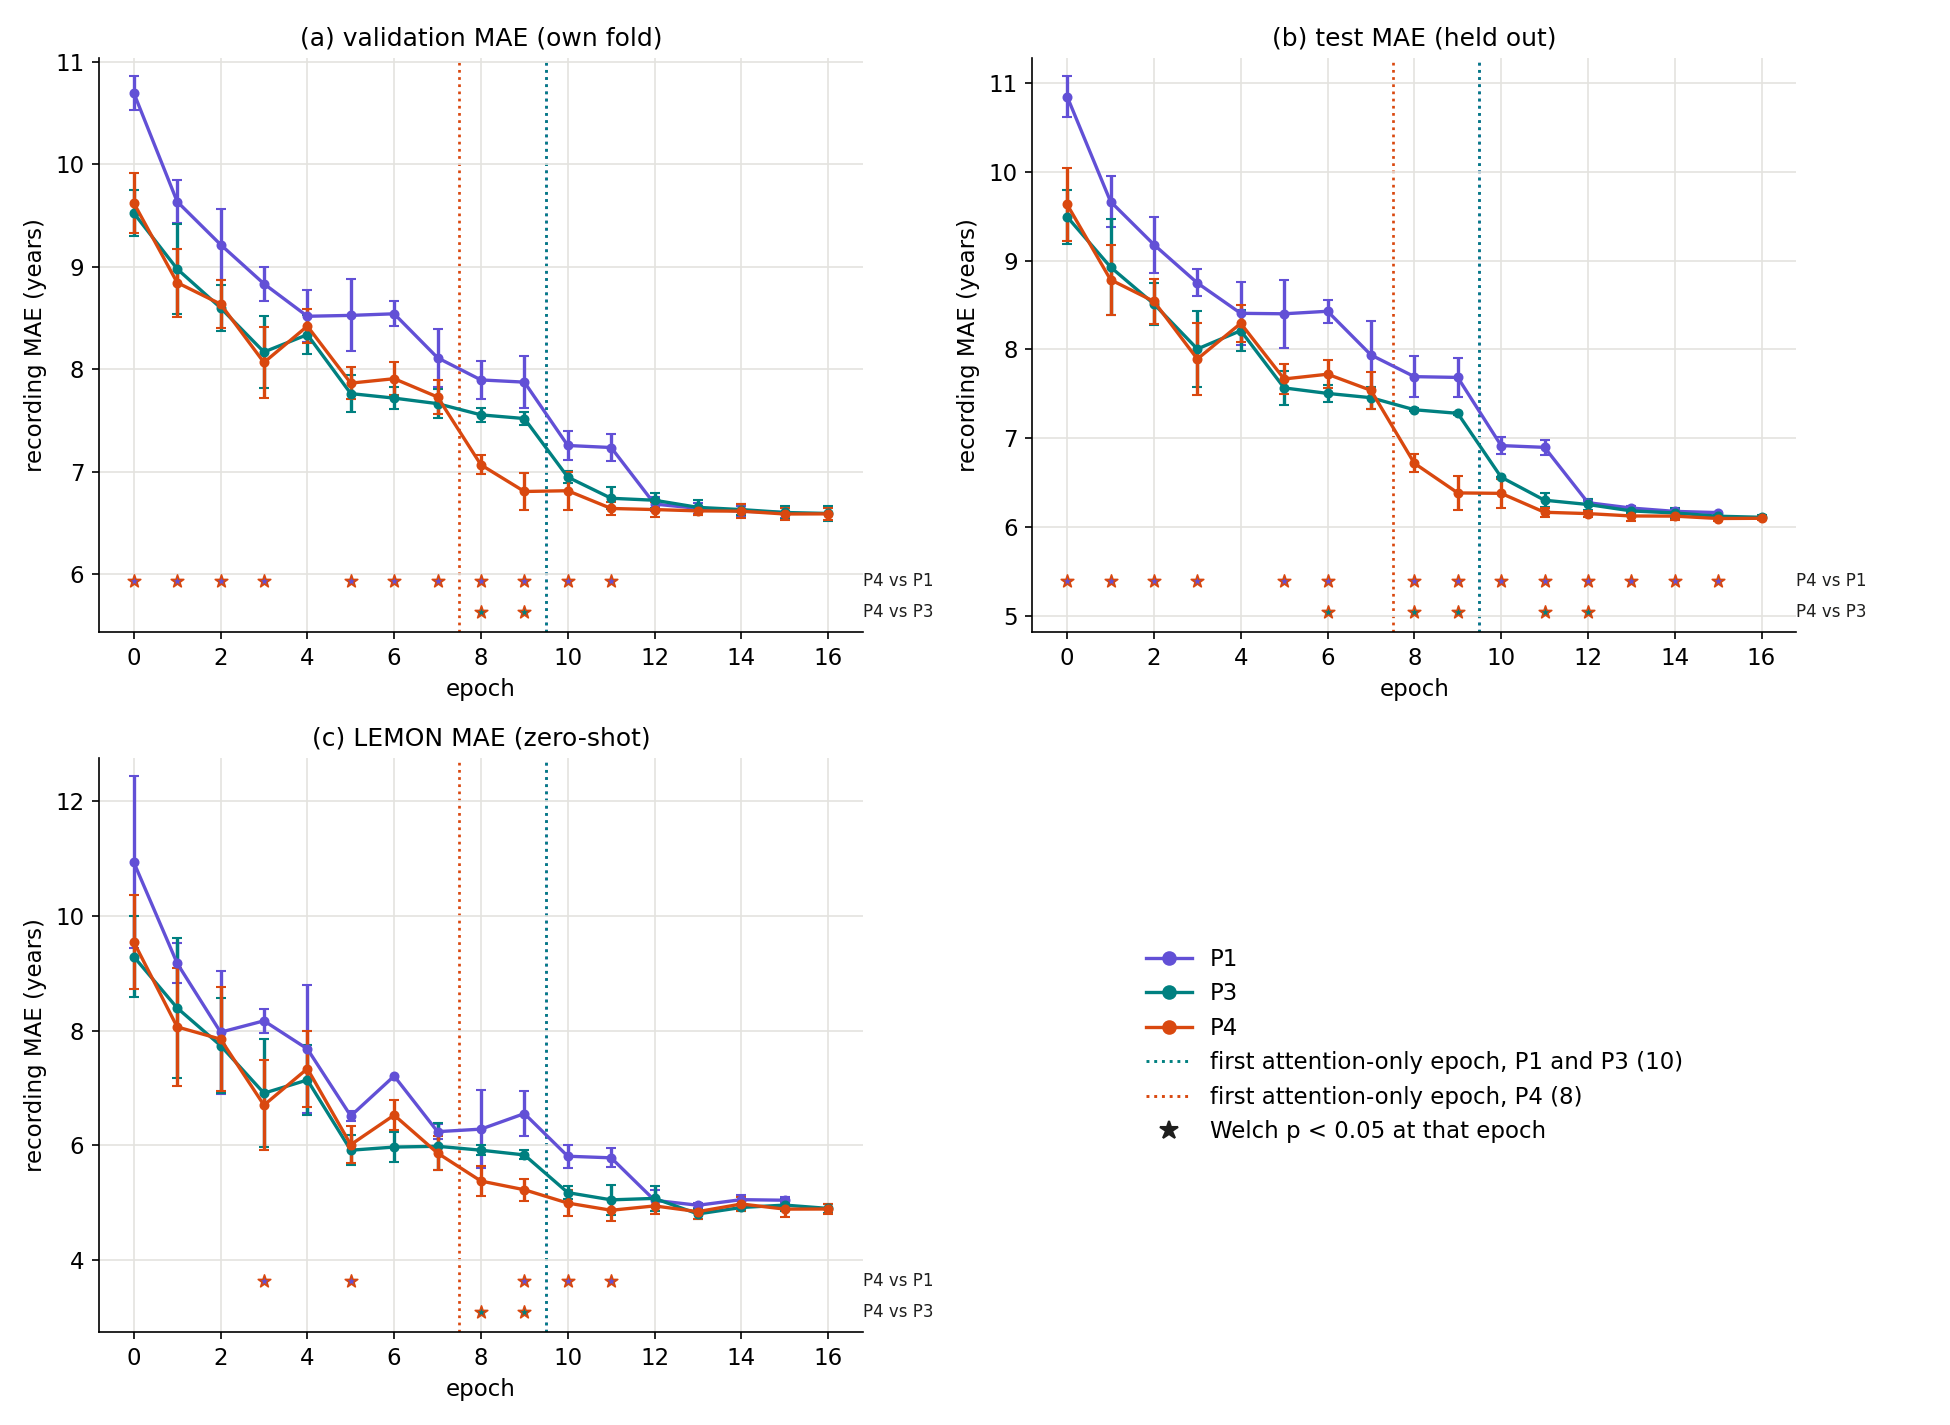 (a) validation MAE (own fold)
recording MAE (years)
11
10
9
8
7
6
P4 vs P1
P4 vs P3
0 2 4 6 8 10 12 14 16
epoch
(b) test MAE (held out)
recording MAE (years)
11
10
9
8
7
6
5
P4 vs P1
P4 vs P3
0 2 4 6 8 10 12 14 16
epoch
(c) LEMON MAE (zero-shot)
recording MAE (years)
12
10
8
6
4
P4 vs P1
P4 vs P3
0 2 4 6 8 10 12 14 16
epoch
P1
P3
P4
first attention-only epoch, P1 and P3 (10)
first attention-only epoch, P4 (8)
Welch p < 0.05 at that epoch